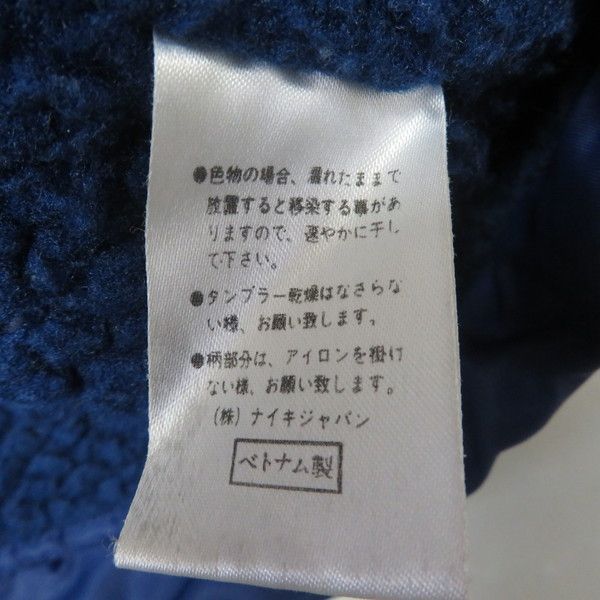 ●色物の場合、濡れたままで
放置すると移染する事があ
りますので、速やかに干し
て下さい。
●タンブラー乾燥はなさらな
い様、お願い致します。
●柄部分は、アイロンを掛け
ない様、お願い致します。
(株)ナイキジャパン
ベトナム製